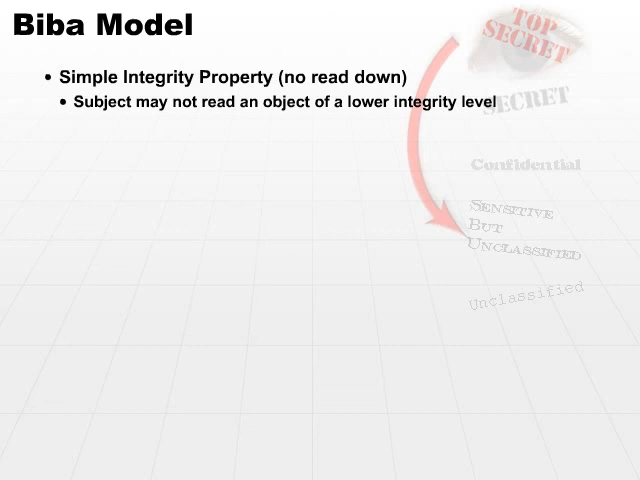 Biba Model
• Simple Integrity Property (no read down)
• Subject may not read an object of a lower integrity level
TOP
SECRET
SECRET
Confidential
SENSITIVE
BUT
UNCLASSIFIED
Unclassified